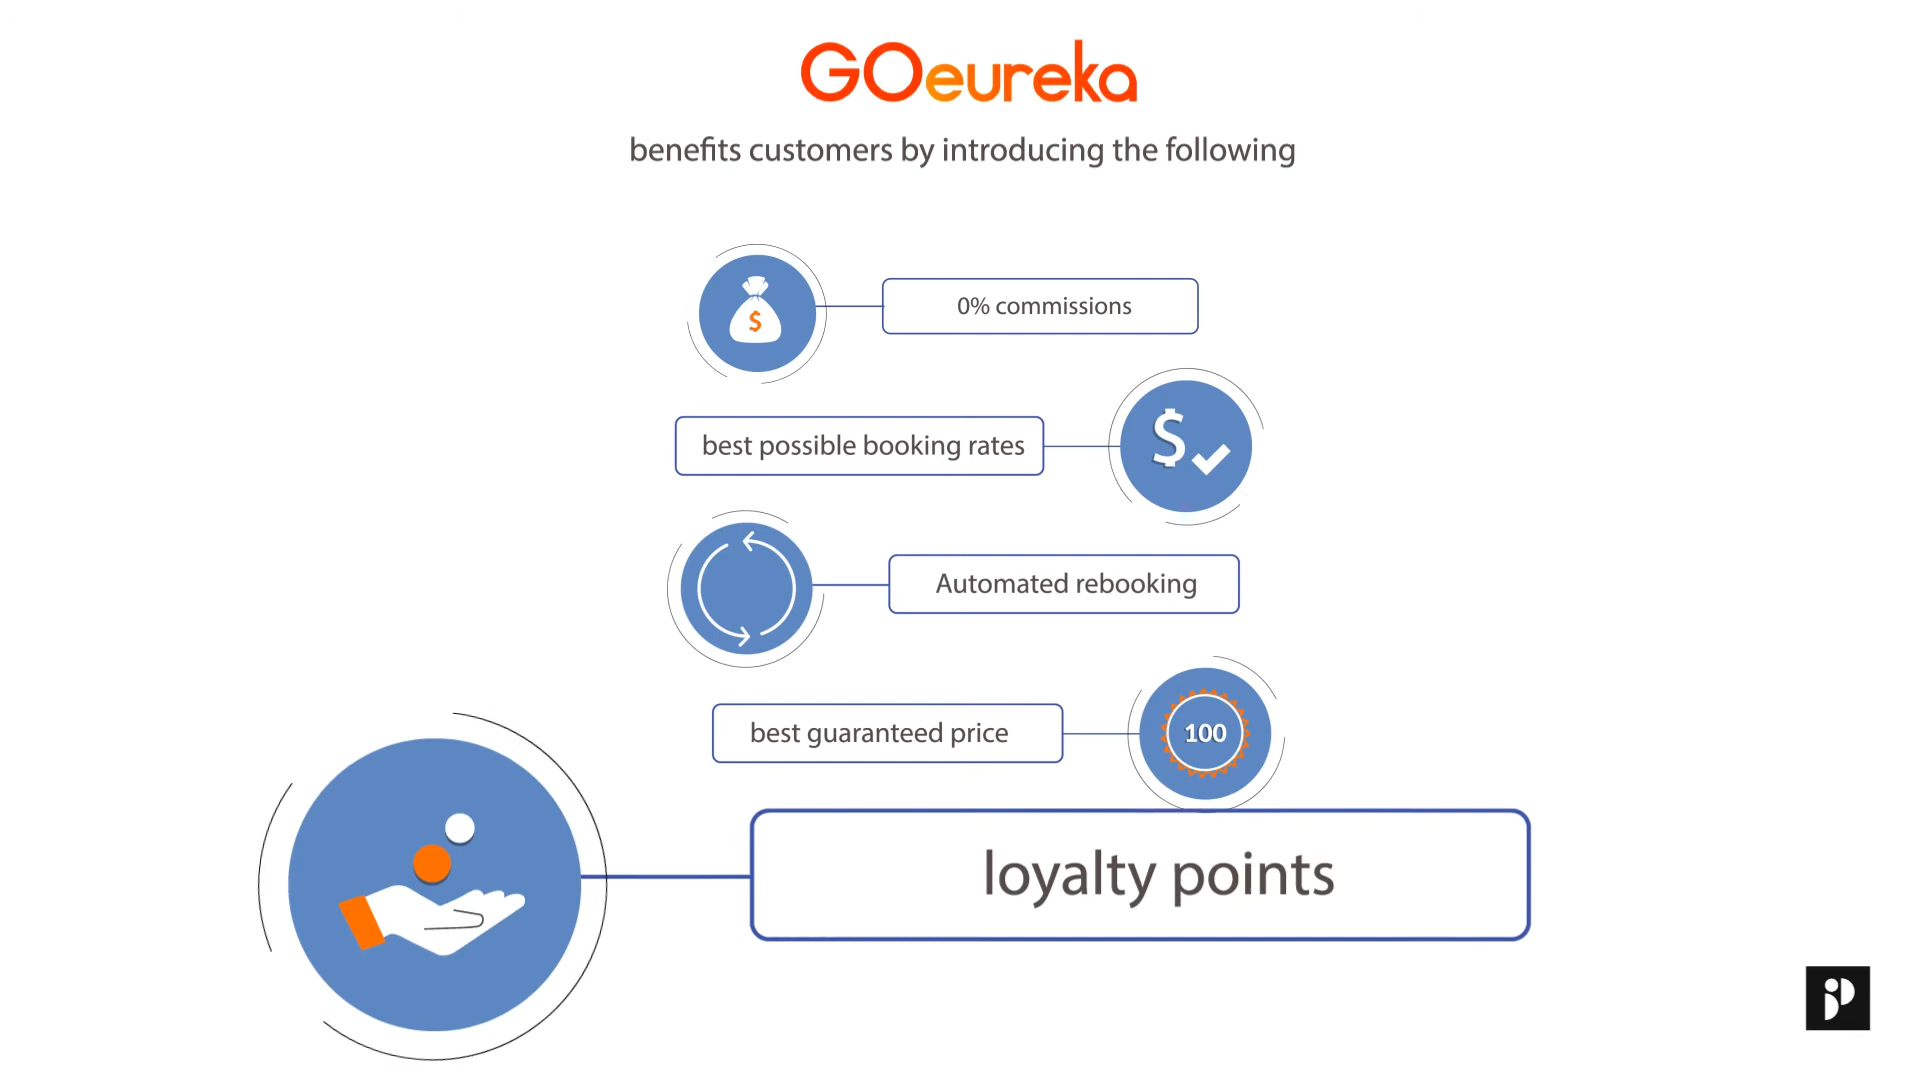 GOeureka
benefits customers by introducing the following
$
0% commissions
best possible booking rates
$
Automated rebooking
best guaranteed price
100
loyalty points